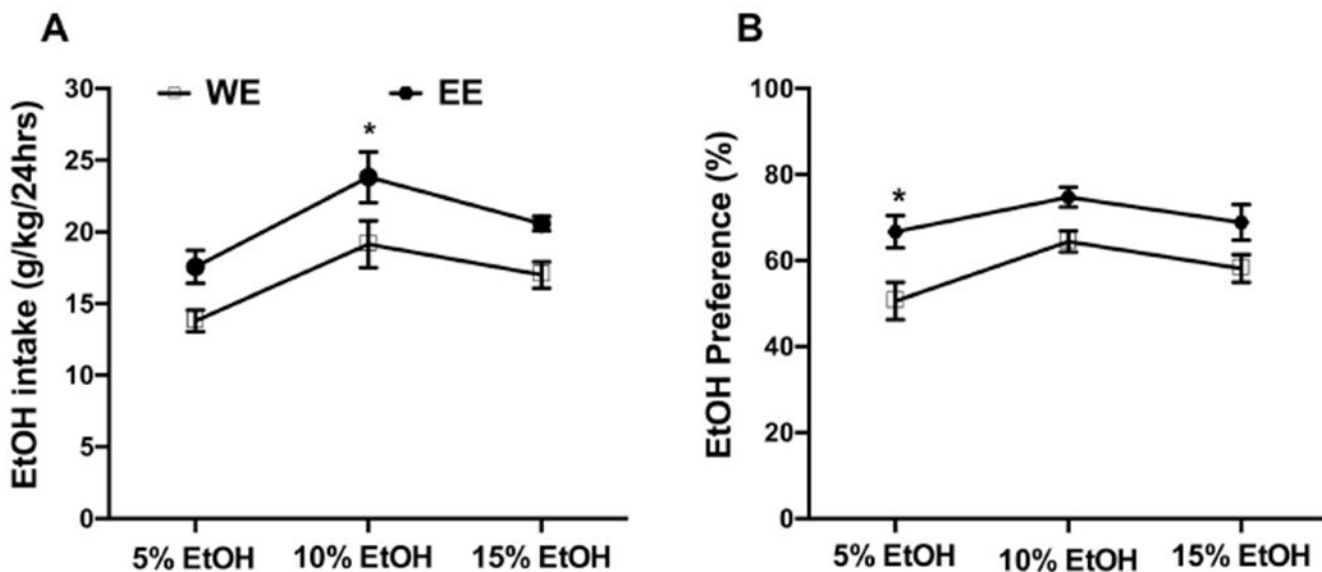 A
EtOH intake (g/kg/24hrs)
30
25
20
15
10
5
0
WE
EE
*
5% EtOH
10% EtOH
15% EtOH
B
EtOH Preference (%)
100
80
60
40
20
0
*
5% EtOH
10% EtOH
15% EtOH